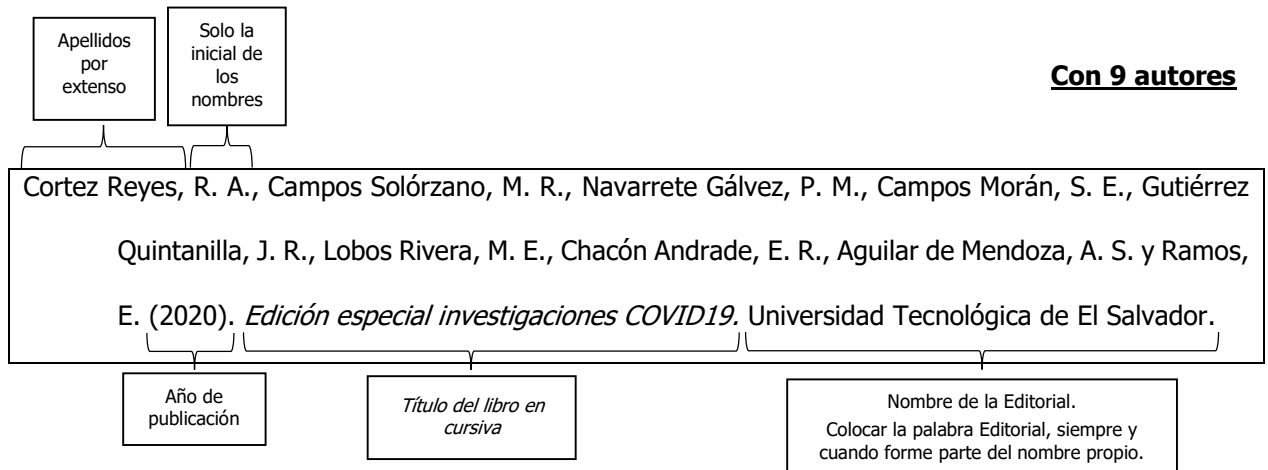 Apellidos
por
extenso
Solo la
inicial de
los
nombres
Con 9 autores
Cortez Reyes, R. A., Campos Solórzano, M. R., Navarrete Gálvez, P. M., Campos Morán, S. E., Gutiérrez
Quintanilla, J. R., Lobos Rivera, M. E., Chacón Andrade, E. R., Aguilar de Mendoza, A. S. y Ramos,
E. (2020). Edición especial investigaciones COVID19. Universidad Tecnológica de El Salvador.
Año de
publicación
Título del libro en
cursiva
Nombre de la Editorial.
Colocar la palabra Editorial, siempre y
cuando forme parte del nombre propio.